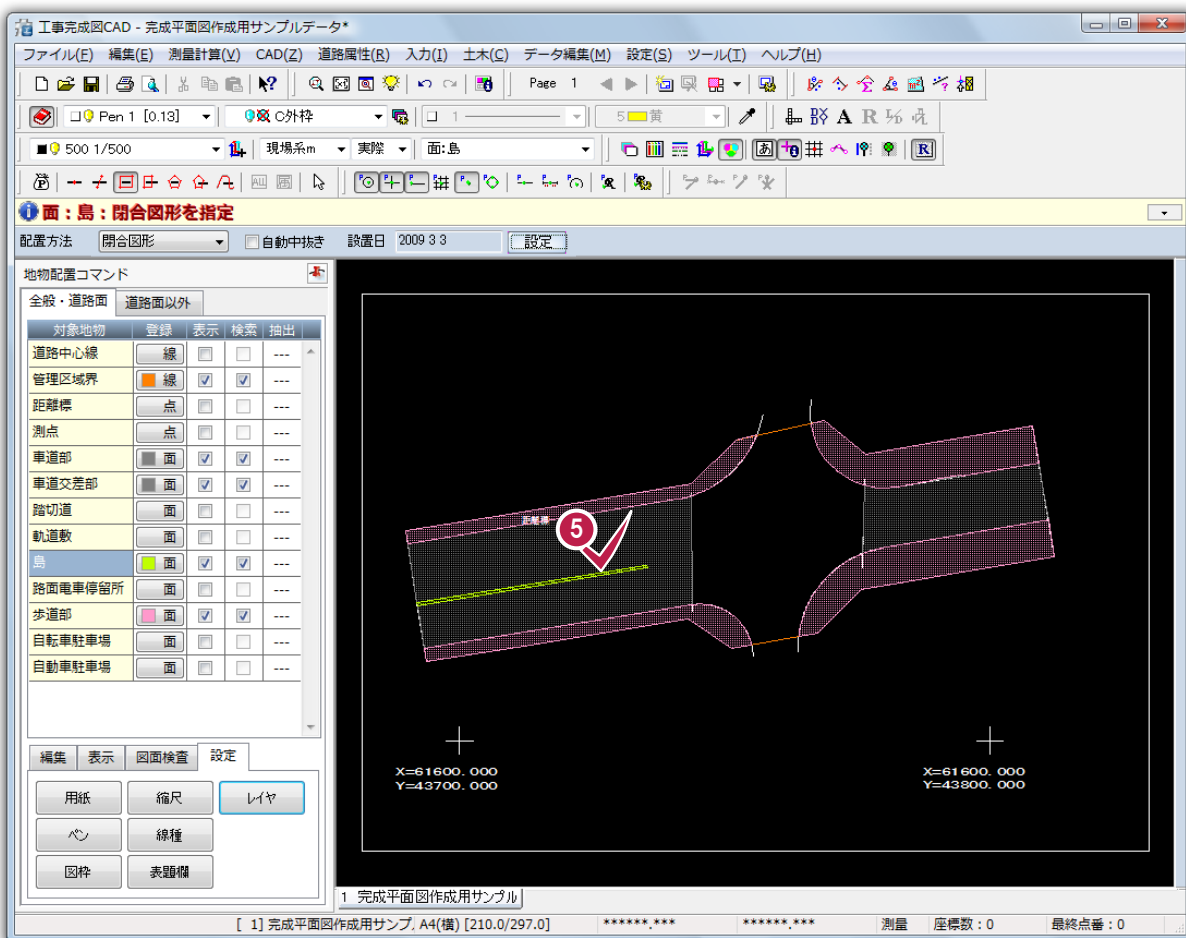 工事完成図CAD - 完成平面図作成用サンプルデータ*
ファイル(F) 編集(E) 測量計算(V) CAD(Z) 道路属性(R) 入力(I) 土木(C) データ編集(M) 設定(S) ツール(T) ヘルプ(H)
Page 1
Pen 1 [0.13] C外枠 1 5 黄 A R
500 1/500 現場系m 実際 面:島 あ R
ALL
面：島：閉合図形を指定
配置方法 閉合図形 自動中抜き 設置日 2009 3 3 設定
地物配置コマンド
全般・道路面 道路面以外
対象地物 登録 表示 検索 抽出
道路中心線 線 ---
管理区域界 線 ---
距離標 点 ---
測点 点 ---
車道部 面 ---
車道交差部 面 ---
踏切道 面 ---
軌道敷 面 ---
島 面 ---
路面電車停留所 面 ---
歩道部 面 ---
自転車駐車場 面 ---
自動車駐車場 面 ---
編集 表示 図面検査 設定
用紙 縮尺 レイヤ
ペン 線種
図枠 表題欄
距離標
5
X=61600.000
Y=43700.000
X=61600.000
Y=43800.000
1 完成平面図作成用サンプル
[ 1] 完成平面図作成用サンプ A4(横) [210.0/297.0] ******.*** ******.*** 測量 座標数：0 最終点番：0